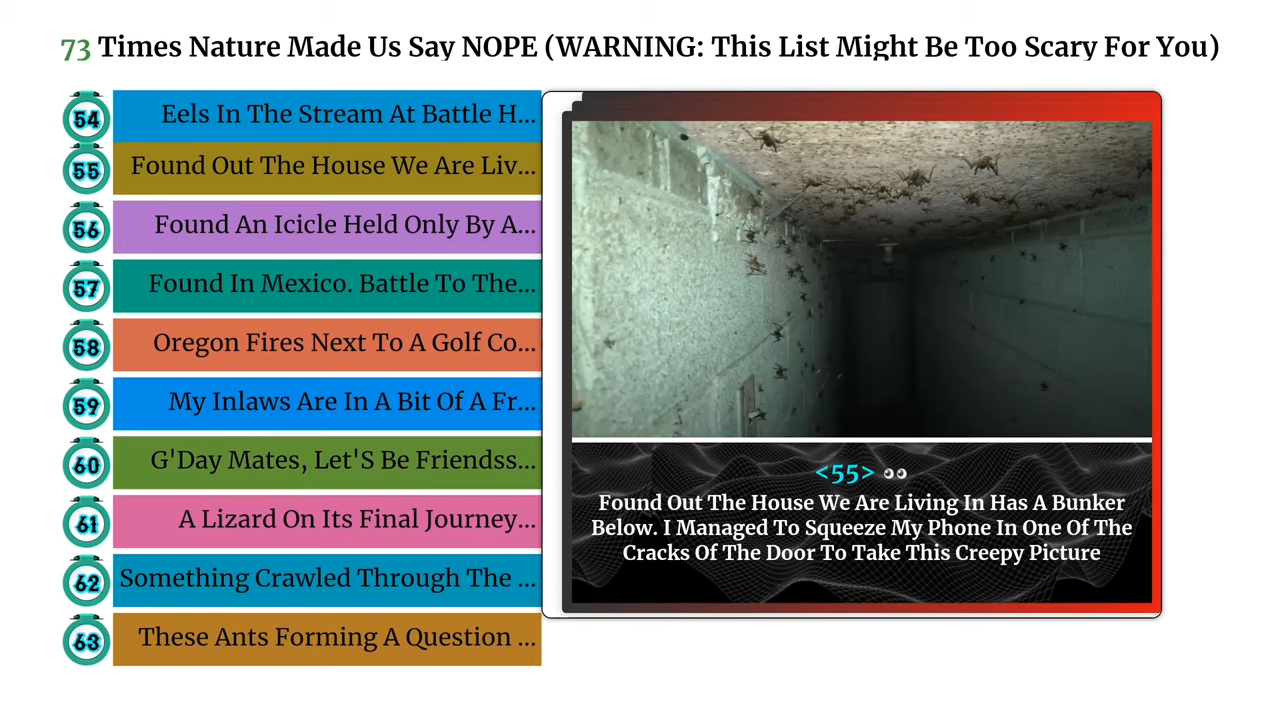 73 Times Nature Made Us Say NOPE (WARNING: This List Might Be Too Scary For You)
54 Eels In The Stream At Battle H...
55 Found Out The House We Are Liv...
56 Found An Icicle Held Only By A...
57 Found In Mexico. Battle To The...
58 Oregon Fires Next To A Golf Co...
59 My Inlaws Are In A Bit Of A Fr...
60 G'Day Mates, Let'S Be Friendss...
61 A Lizard On Its Final Journey...
62 Something Crawled Through The ...
63 These Ants Forming A Question ...
<55> 👀
Found Out The House We Are Living In Has A Bunker
Below. I Managed To Squeeze My Phone In One Of The
Cracks Of The Door To Take This Creepy Picture